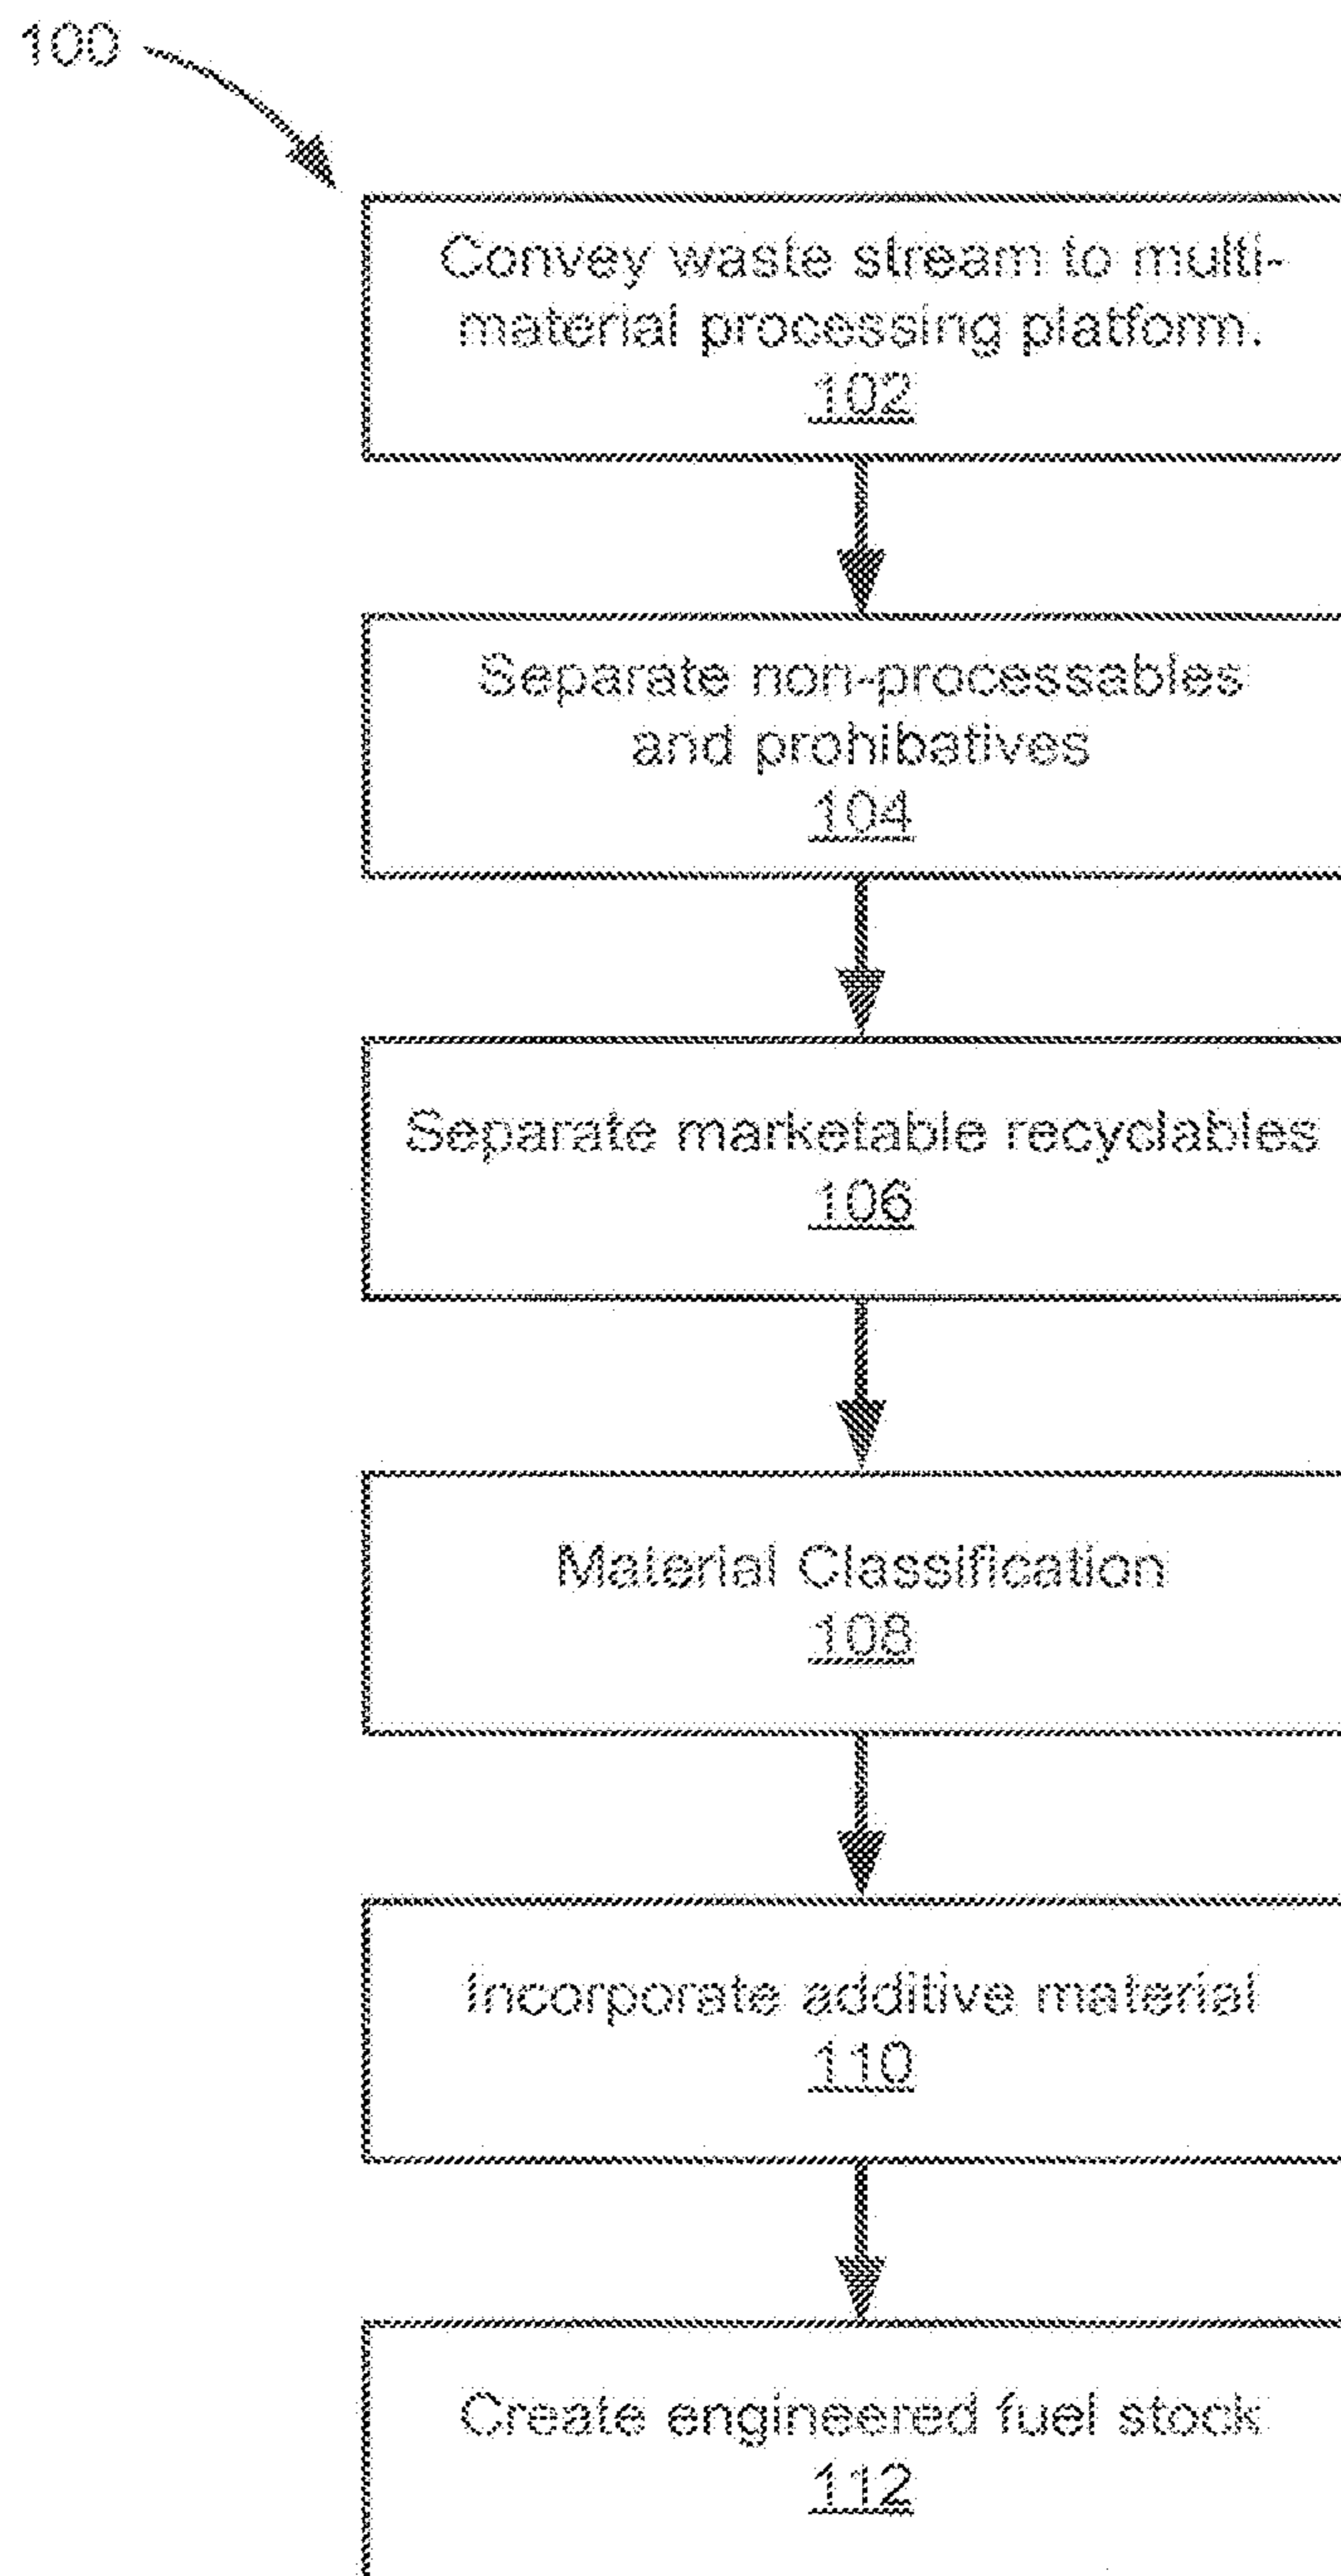 100
Convey waste stream to multi-
material processing platform.
102
Separate non-processables
and prohibatives
104
Separate marketable recyclables
106
Material Classification
108
Incorporate additive material
110
Create engineered fuel stock
112